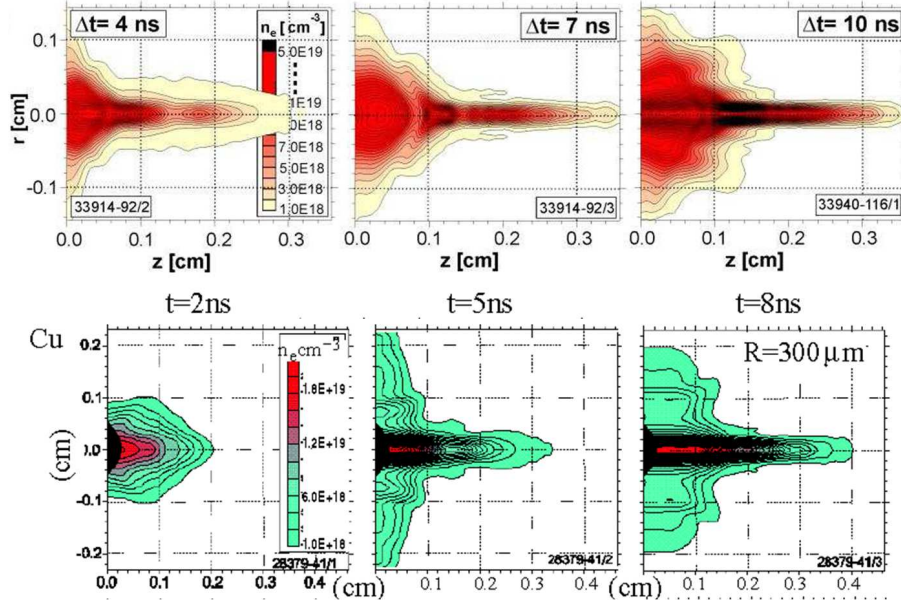 Δt= 4 ns
nₑ[cm⁻³]
5.0E19
1E19
0E18
7.0E18
5.0E18
3.0E18
1.0E18
33914-92/2
Δt= 7 ns
33914-92/3
Δt= 10 ns
33940-116/1
r [cm]
0.1
0.0
-0.1
0.0 0.1 0.2 0.3
0.0 0.1 0.2 0.3
0.0 0.1 0.2 0.3
z [cm]
z [cm]
z [cm]
t=2ns
t=5ns
t=8ns
Cu
nₑcm⁻³
1.8E+19
1.2E+19
6.0E+18
1.0E+18
28379-41/1
28379-41/2
R=300 μm
28379-41/3
(cm)
0.2
0.1
0.0
-0.1
-0.2
0.0 0.1 0.2 0.3 0.4
0.1 0.2 0.3 0.4
0.1 0.2 0.3 0.4
(cm)
(cm)